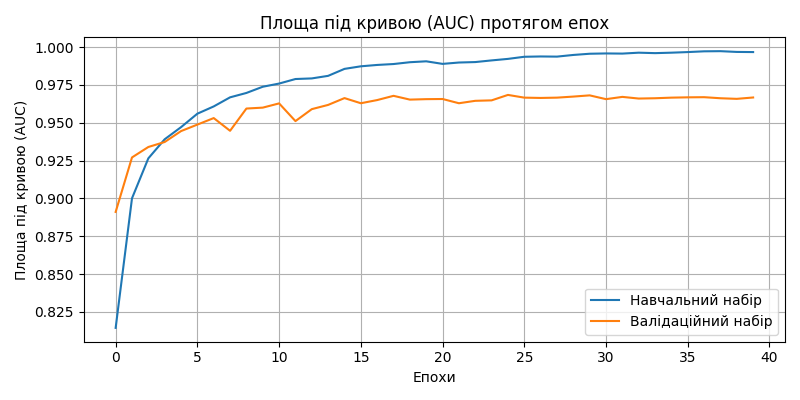 Площа під кривою (AUC) протягом епох
Площа під кривою (AUC)
1.000
0.975
0.950
0.925
0.900
0.875
0.850
0.825
0 5 10 15 20 25 30 35 40
Епохи
Навчальний набір
Валідаційний набір